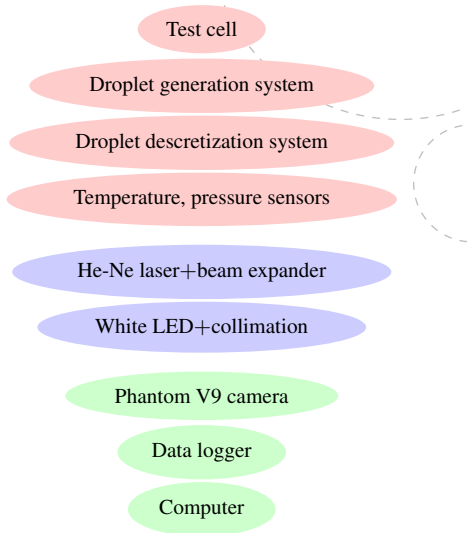 Test cell
Droplet generation system
Droplet descretization system
Temperature, pressure sensors
He-Ne laser+beam expander
White LED+collimation
Phantom V9 camera
Data logger
Computer